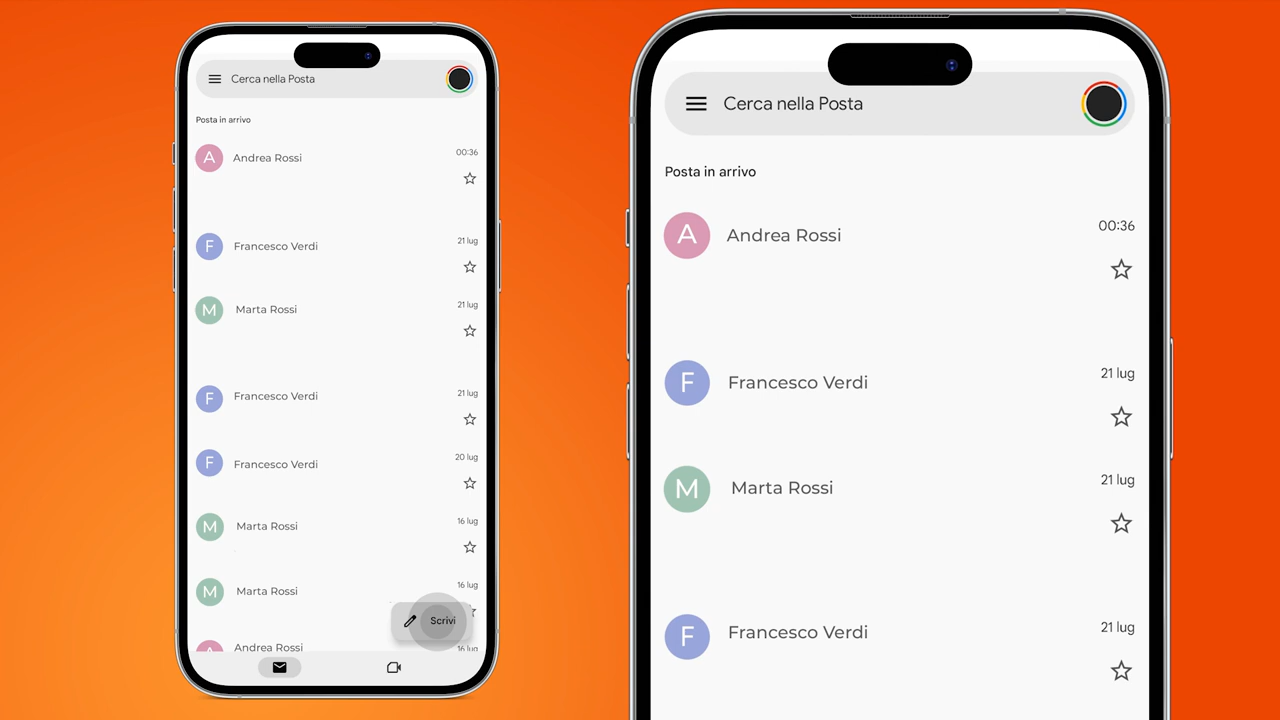 Cerca nella Posta
Posta in arrivo
A Andrea Rossi 00:36
F Francesco Verdi 21 lug
M Marta Rossi 21 lug
F Francesco Verdi 21 lug
F Francesco Verdi 20 lug
M Marta Rossi 16 lug
M Marta Rossi 16 lug
Scrivi
A Andrea Rossi 16 lug
Cerca nella Posta
Posta in arrivo
A Andrea Rossi 00:36
F Francesco Verdi 21 lug
M Marta Rossi 21 lug
F Francesco Verdi 21 lug